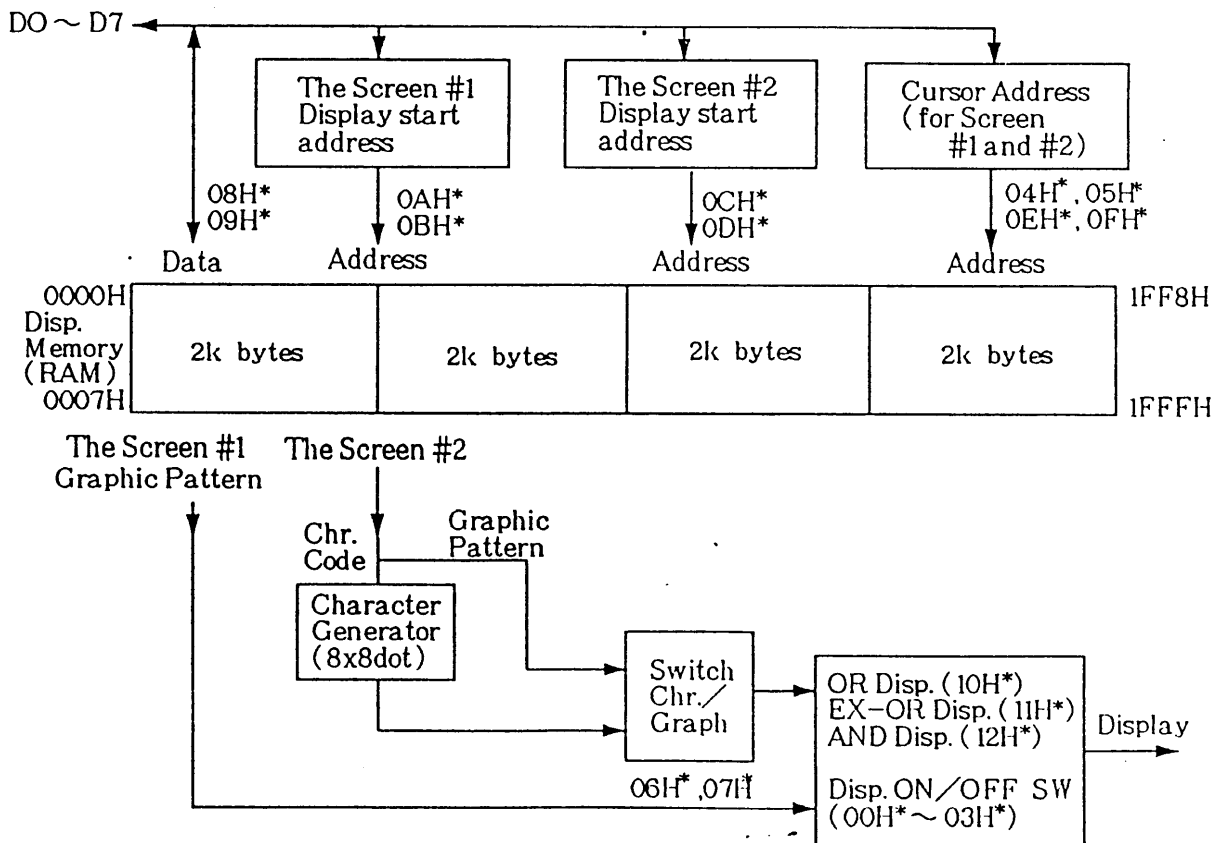 DO ~ D7
The Screen #1
Display start
address
The Screen #2
Display start
address
Cursor Address
(for Screen
#1 and #2)
08H*
09H*
0AH*
0BH*
0CH*
0DH*
04H*, 05H*
0EH*, 0FH*
Data
Address
Address
Address
0000H
Disp.
Memory
(RAM)
0007H
2k bytes
2k bytes
2k bytes
2k bytes
1FF8H
1FFFH
The Screen #1
Graphic Pattern
The Screen #2
Chr.
Code
Graphic
Pattern
Character
Generator
(8x8dot)
Switch
Chr./
Graph
06H*,07H*
OR Disp. (10H*)
EX-OR Disp. (11H*)
AND Disp. (12H*)
Disp. ON/OFF SW
(00H* ~ 03H*)
Display